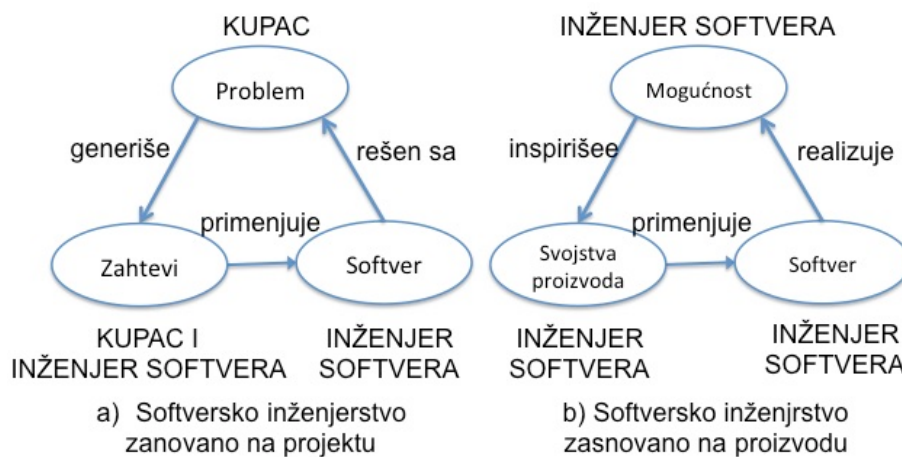 KUPAC
Problem
generiše
rešen sa
primenjuje
Zahtevi
Softver
KUPAC I
INŽENJER SOFTVERA
INŽENJER
SOFTVERA
a) Softversko inženjerstvo
zanovano na projektu
INŽENJER SOFTVERA
Mogućnost
inspirišee
realizuje
primenjuje
Svojstva
proizvoda
Softver
INŽENJER
SOFTVERA
INŽENJER
SOFTVERA
b) Softversko inženjrstvo
zasnovano na proizvodu